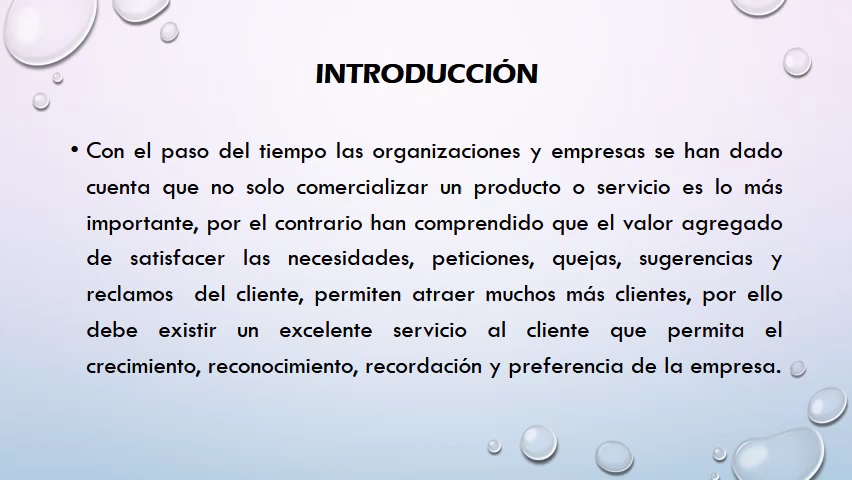 INTRODUCCIÓN
• Con el paso del tiempo las organizaciones y empresas se han dado
cuenta que no solo comercializar un producto o servicio es lo más
importante, por el contrario han comprendido que el valor agregado
de satisfacer las necesidades, peticiones, quejas, sugerencias y
reclamos del cliente, permiten atraer muchos más clientes, por ello
debe existir un excelente servicio al cliente que permita el
crecimiento, reconocimiento, recordación y preferencia de la empresa.